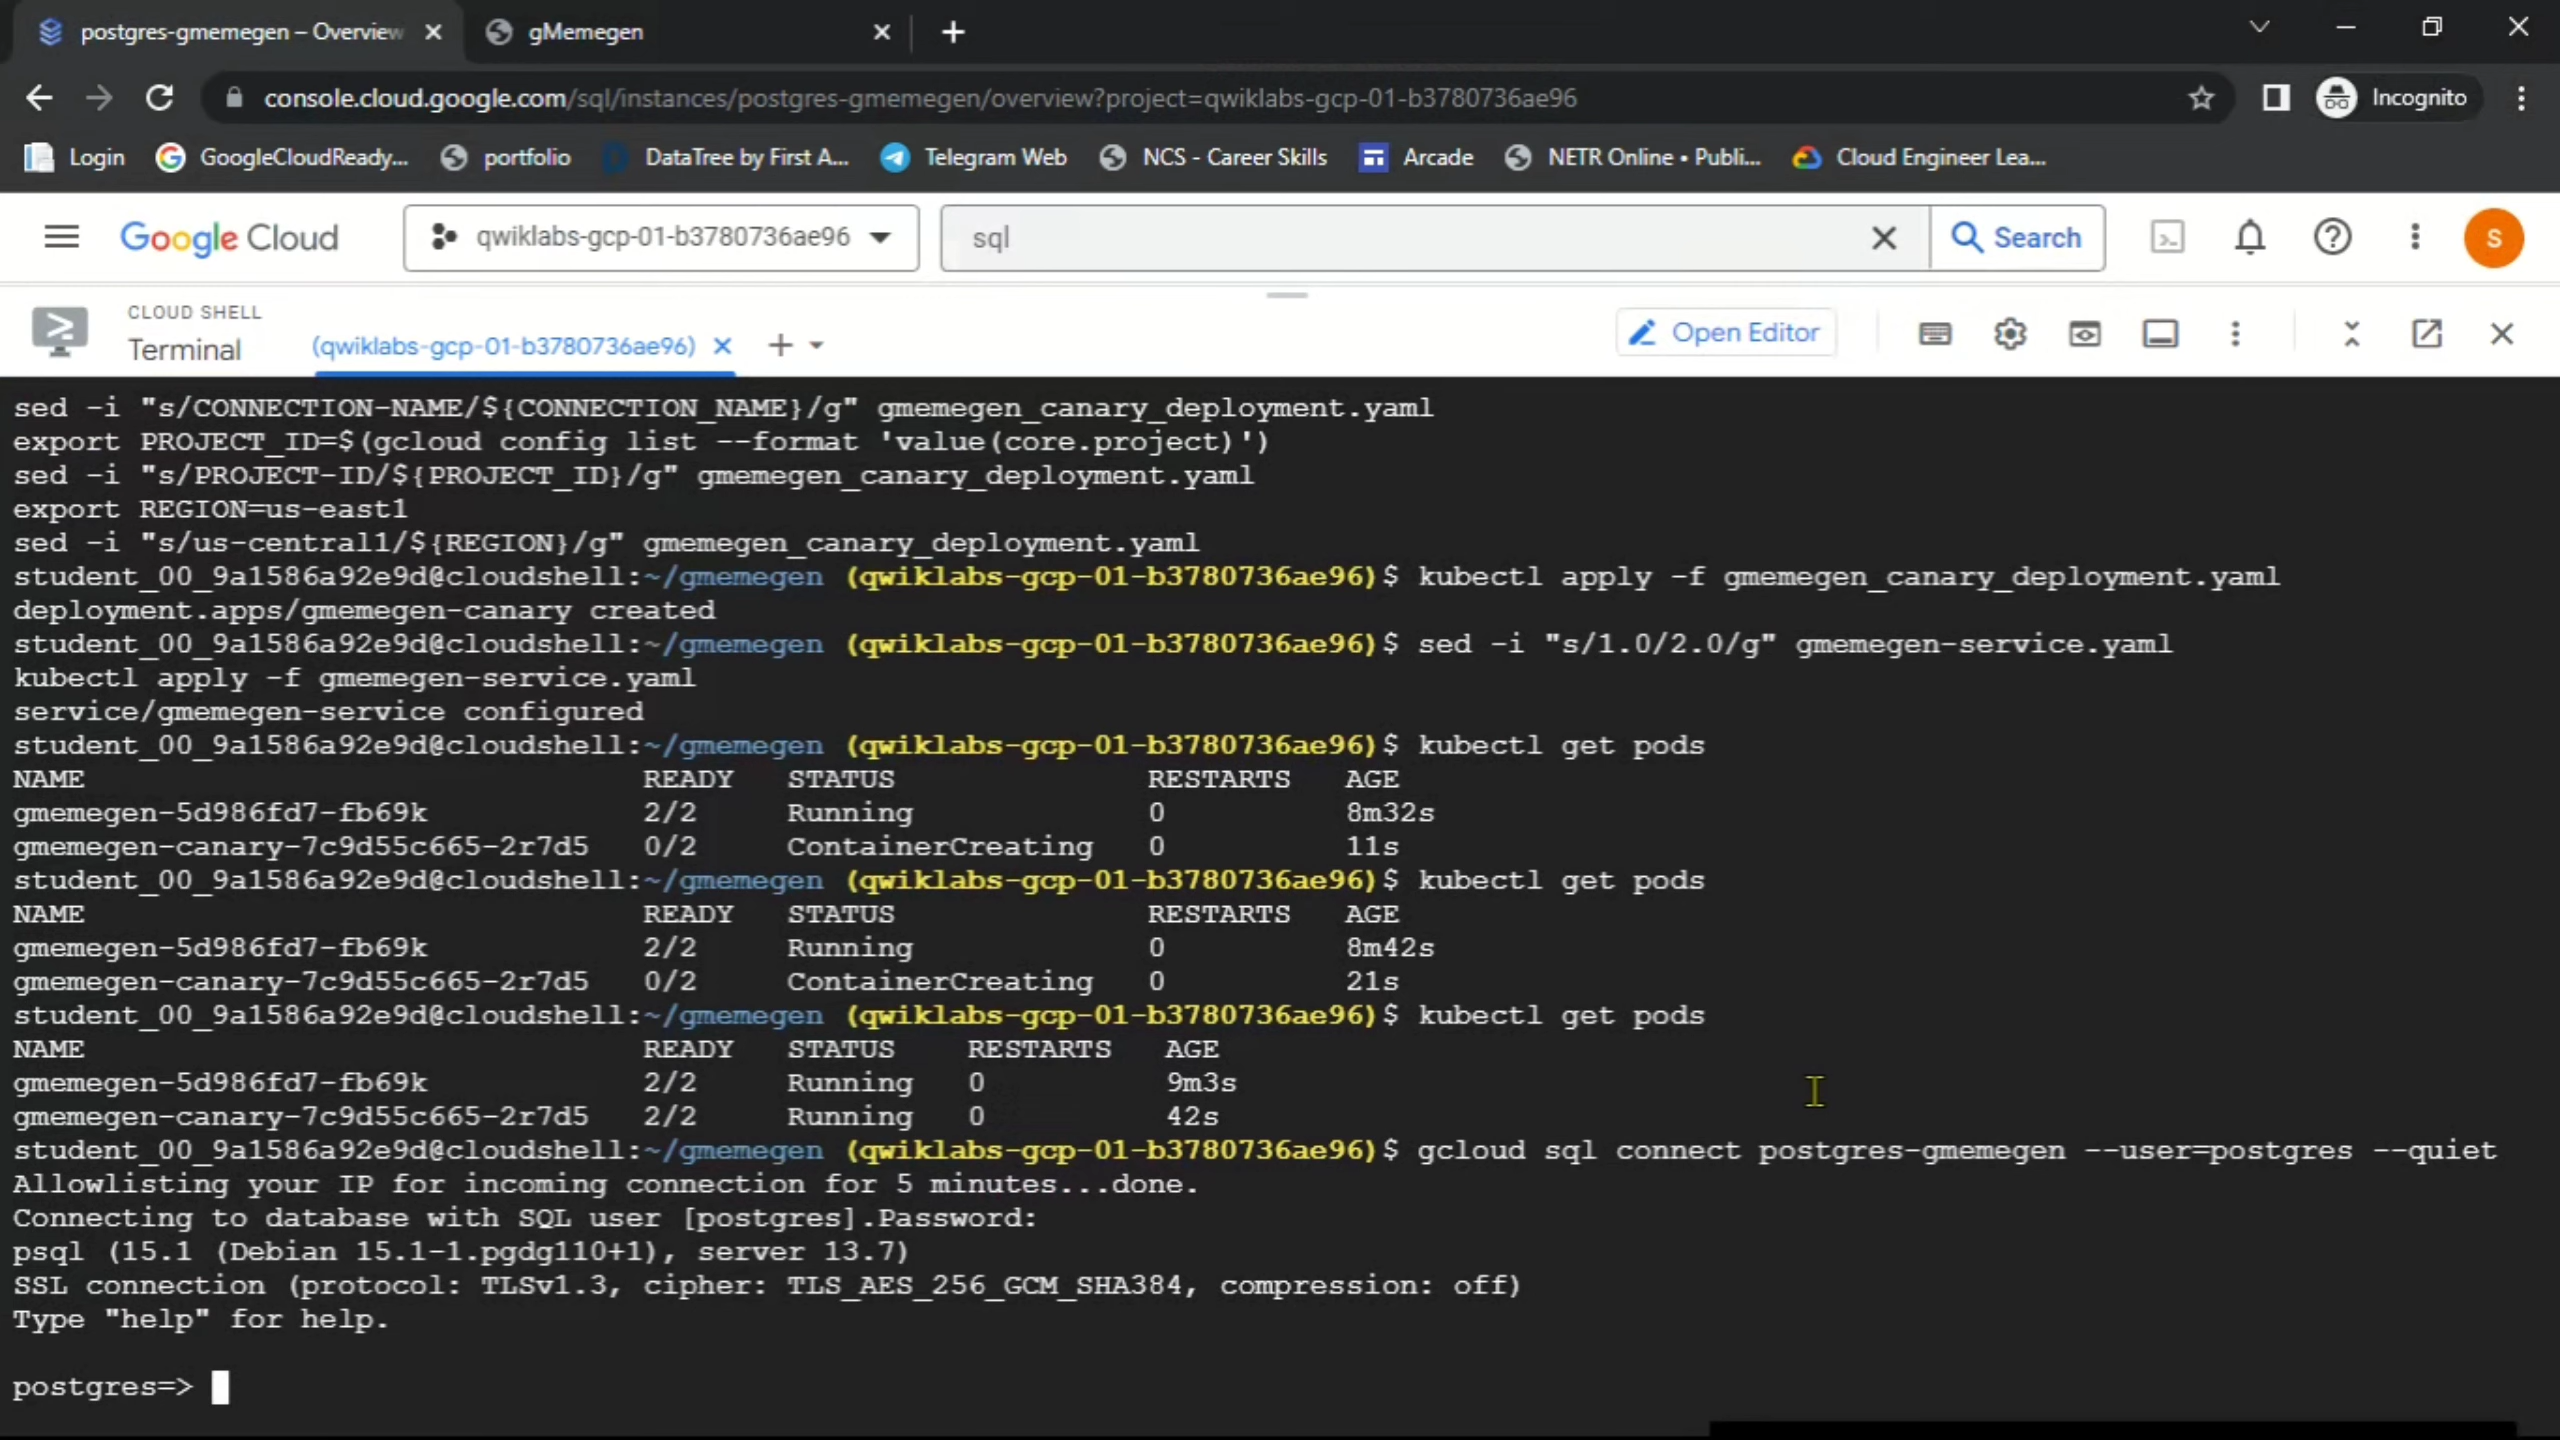 postgres-gmemegen – Overview
gMemegen
console.cloud.google.com/sql/instances/postgres-gmemegen/overview?project=qwiklabs-gcp-01-b3780736ae96
Incognito
Login
GoogleCloudReady...
portfolio
DataTree by First A...
Telegram Web
NCS - Career Skills
Arcade
NETR Online • Publi...
Cloud Engineer Lea...
Google Cloud
qwiklabs-gcp-01-b3780736ae96
sql
Search
S
CLOUD SHELL
Terminal
(qwiklabs-gcp-01-b3780736ae96)
Open Editor
sed -i "s/CONNECTION-NAME/${CONNECTION_NAME}/g" gmemegen_canary_deployment.yaml
export PROJECT_ID=$(gcloud config list --format 'value(core.project)')
sed -i "s/PROJECT-ID/${PROJECT_ID}/g" gmemegen_canary_deployment.yaml
export REGION=us-east1
sed -i "s/us-central1/${REGION}/g" gmemegen_canary_deployment.yaml
student_00_9a1586a92e9d@cloudshell:~/gmemegen (qwiklabs-gcp-01-b3780736ae96)$ kubectl apply -f gmemegen_canary_deployment.yaml
deployment.apps/gmemegen-canary created
student_00_9a1586a92e9d@cloudshell:~/gmemegen (qwiklabs-gcp-01-b3780736ae96)$ sed -i "s/1.0/2.0/g" gmemegen-service.yaml
kubectl apply -f gmemegen-service.yaml
service/gmemegen-service configured
student_00_9a1586a92e9d@cloudshell:~/gmemegen (qwiklabs-gcp-01-b3780736ae96)$ kubectl get pods
NAME READY STATUS RESTARTS AGE
gmemegen-5d986fd7-fb69k 2/2 Running 0 8m32s
gmemegen-canary-7c9d55c665-2r7d5 0/2 ContainerCreating 0 11s
student_00_9a1586a92e9d@cloudshell:~/gmemegen (qwiklabs-gcp-01-b3780736ae96)$ kubectl get pods
NAME READY STATUS RESTARTS AGE
gmemegen-5d986fd7-fb69k 2/2 Running 0 8m42s
gmemegen-canary-7c9d55c665-2r7d5 0/2 ContainerCreating 0 21s
student_00_9a1586a92e9d@cloudshell:~/gmemegen (qwiklabs-gcp-01-b3780736ae96)$ kubectl get pods
NAME READY STATUS RESTARTS AGE
gmemegen-5d986fd7-fb69k 2/2 Running 0 9m3s
gmemegen-canary-7c9d55c665-2r7d5 2/2 Running 0 42s
student_00_9a1586a92e9d@cloudshell:~/gmemegen (qwiklabs-gcp-01-b3780736ae96)$ gcloud sql connect postgres-gmemegen --user=postgres --quiet
Allowlisting your IP for incoming connection for 5 minutes...done.
Connecting to database with SQL user [postgres].Password:
psql (15.1 (Debian 15.1-1.pgdg110+1), server 13.7)
SSL connection (protocol: TLSv1.3, cipher: TLS_AES_256_GCM_SHA384, compression: off)
Type "help" for help.
postgres=>